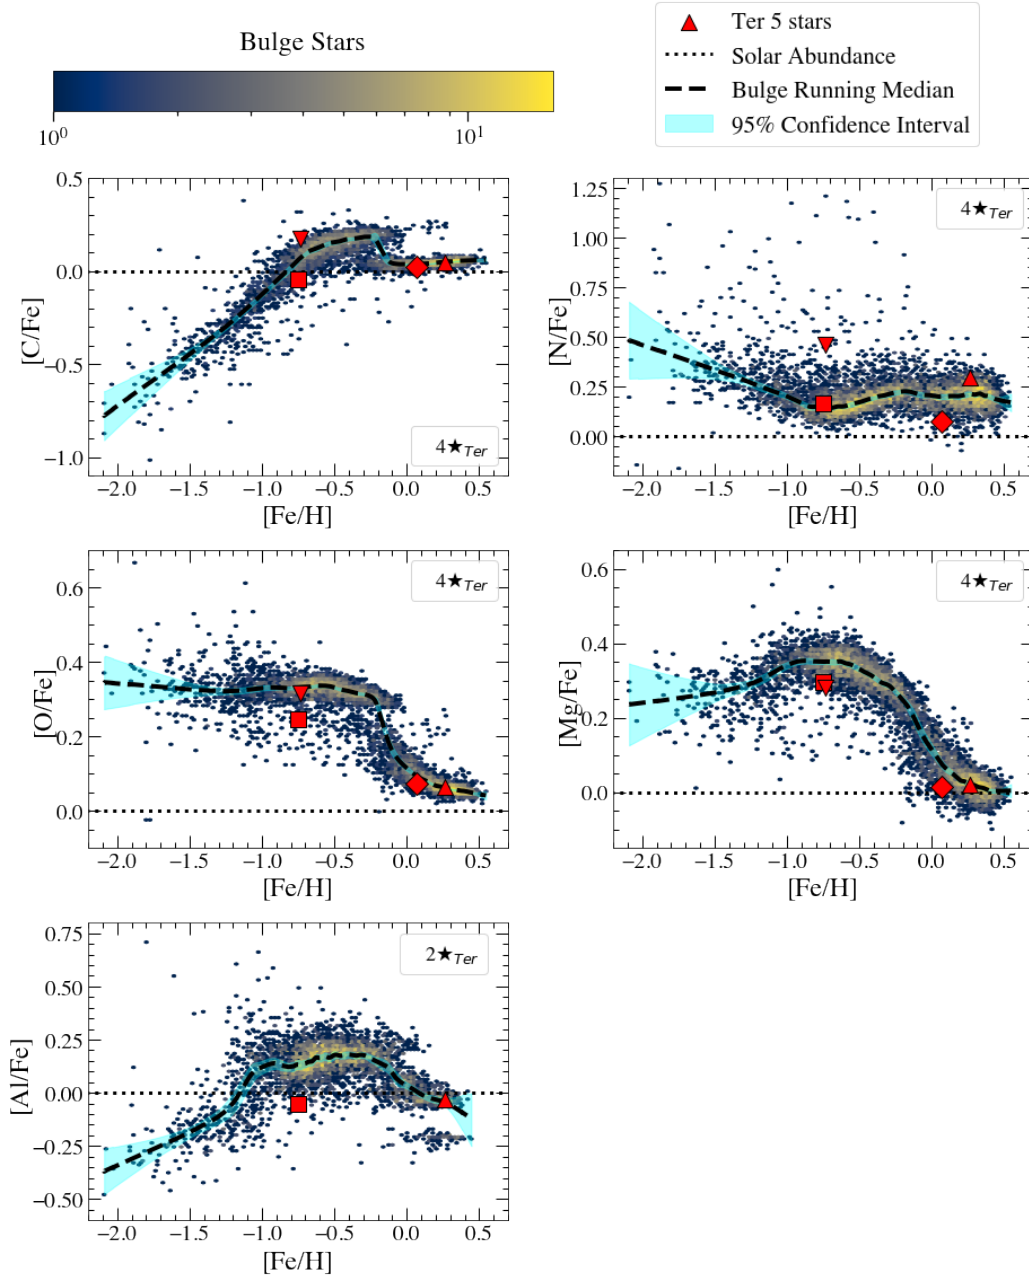 Bulge Stars
10⁰ 10¹
Ter 5 stars
Solar Abundance
Bulge Running Median
95% Confidence Interval
[C/Fe]
0.5
0.0
−0.5
−1.0
4★Ter
−2.0 −1.5 −1.0 −0.5 0.0 0.5
[Fe/H]
[N/Fe]
1.25
1.00
0.75
0.50
0.25
0.00
4★Ter
−2.0 −1.5 −1.0 −0.5 0.0 0.5
[Fe/H]
[O/Fe]
0.6
0.4
0.2
0.0
4★Ter
−2.0 −1.5 −1.0 −0.5 0.0 0.5
[Fe/H]
[Mg/Fe]
0.6
0.4
0.2
0.0
4★Ter
−2.0 −1.5 −1.0 −0.5 0.0 0.5
[Fe/H]
[Al/Fe]
0.75
0.50
0.25
0.00
−0.25
−0.50
2★Ter
−2.0 −1.5 −1.0 −0.5 0.0 0.5
[Fe/H]